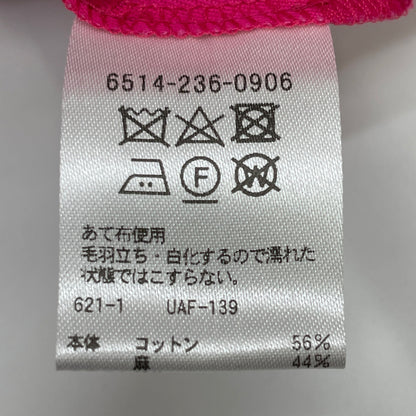 6514-236-0906
F
W
あて布使用
毛羽立ち・白化するので濡れた
状態ではこすらない。
621-1 UAF-139
本体 コットン 56%
麻 44%